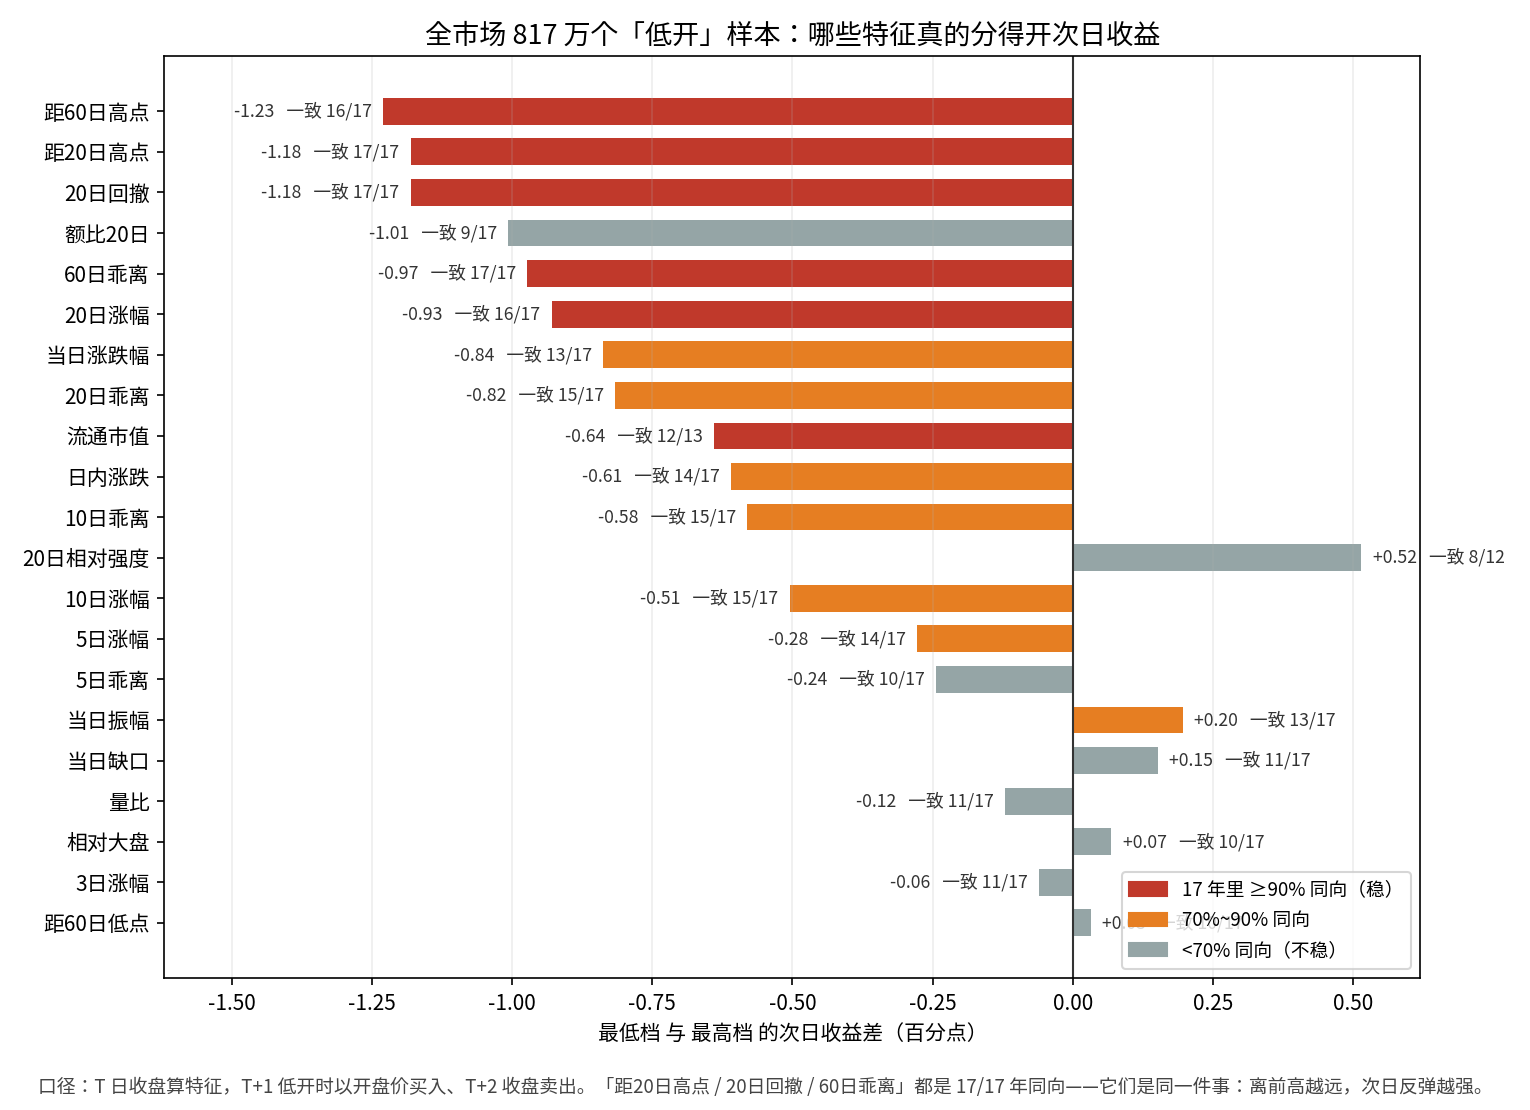 全市场 817 万个「低开」样本：哪些特征真的分得开次日收益
距60日高点 -1.23 一致 16/17
距20日高点 -1.18 一致 17/17
20日回撤 -1.18 一致 17/17
额比20日 -1.01 一致 9/17
60日乖离 -0.97 一致 17/17
20日涨幅 -0.93 一致 16/17
当日涨跌幅 -0.84 一致 13/17
20日乖离 -0.82 一致 15/17
流通市值 -0.64 一致 12/13
日内涨跌 -0.61 一致 14/17
10日乖离 -0.58 一致 15/17
20日相对强度 +0.52 一致 8/12
10日涨幅 -0.51 一致 15/17
5日涨幅 -0.28 一致 14/17
5日乖离 -0.24 一致 10/17
当日振幅 +0.20 一致 13/17
当日缺口 +0.15 一致 11/17
量比 -0.12 一致 11/17
相对大盘 +0.07 一致 10/17
3日涨幅 -0.06 一致 11/17
距60日低点
17 年里 ≥90% 同向（稳）
70%~90% 同向
<70% 同向（不稳）
-1.50 -1.25 -1.00 -0.75 -0.50 -0.25 0.00 0.25 0.50
最低档 与 最高档 的次日收益差（百分点）
口径：T 日收盘算特征，T+1 低开时以开盘价买入、T+2 收盘卖出。「距20日高点 / 20日回撤 / 60日乖离」都是 17/17 年同向——它们是同一件事：离前高越远，次日反弹越强。